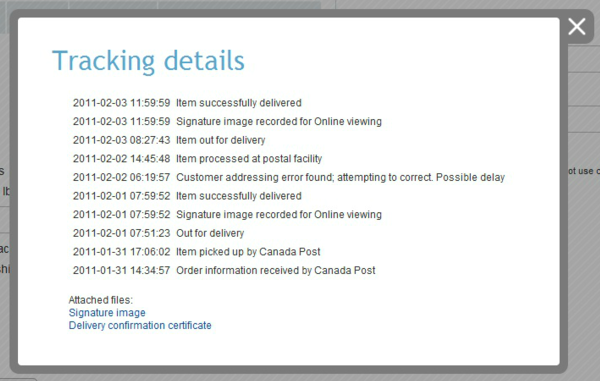 Tracking details
2011-02-03 11:59:59 Item successfully delivered
2011-02-03 11:59:59 Signature image recorded for Online viewing
2011-02-03 08:27:43 Item out for delivery
2011-02-02 14:45:48 Item processed at postal facility
2011-02-02 06:19:57 Customer addressing error found; attempting to correct. Possible delay
2011-02-01 07:59:52 Item successfully delivered
2011-02-01 07:59:52 Signature image recorded for Online viewing
2011-02-01 07:51:23 Out for delivery
2011-01-31 17:06:02 Item picked up by Canada Post
2011-01-31 14:34:57 Order information received by Canada Post
Attached files:
Signature image
Delivery confirmation certificate